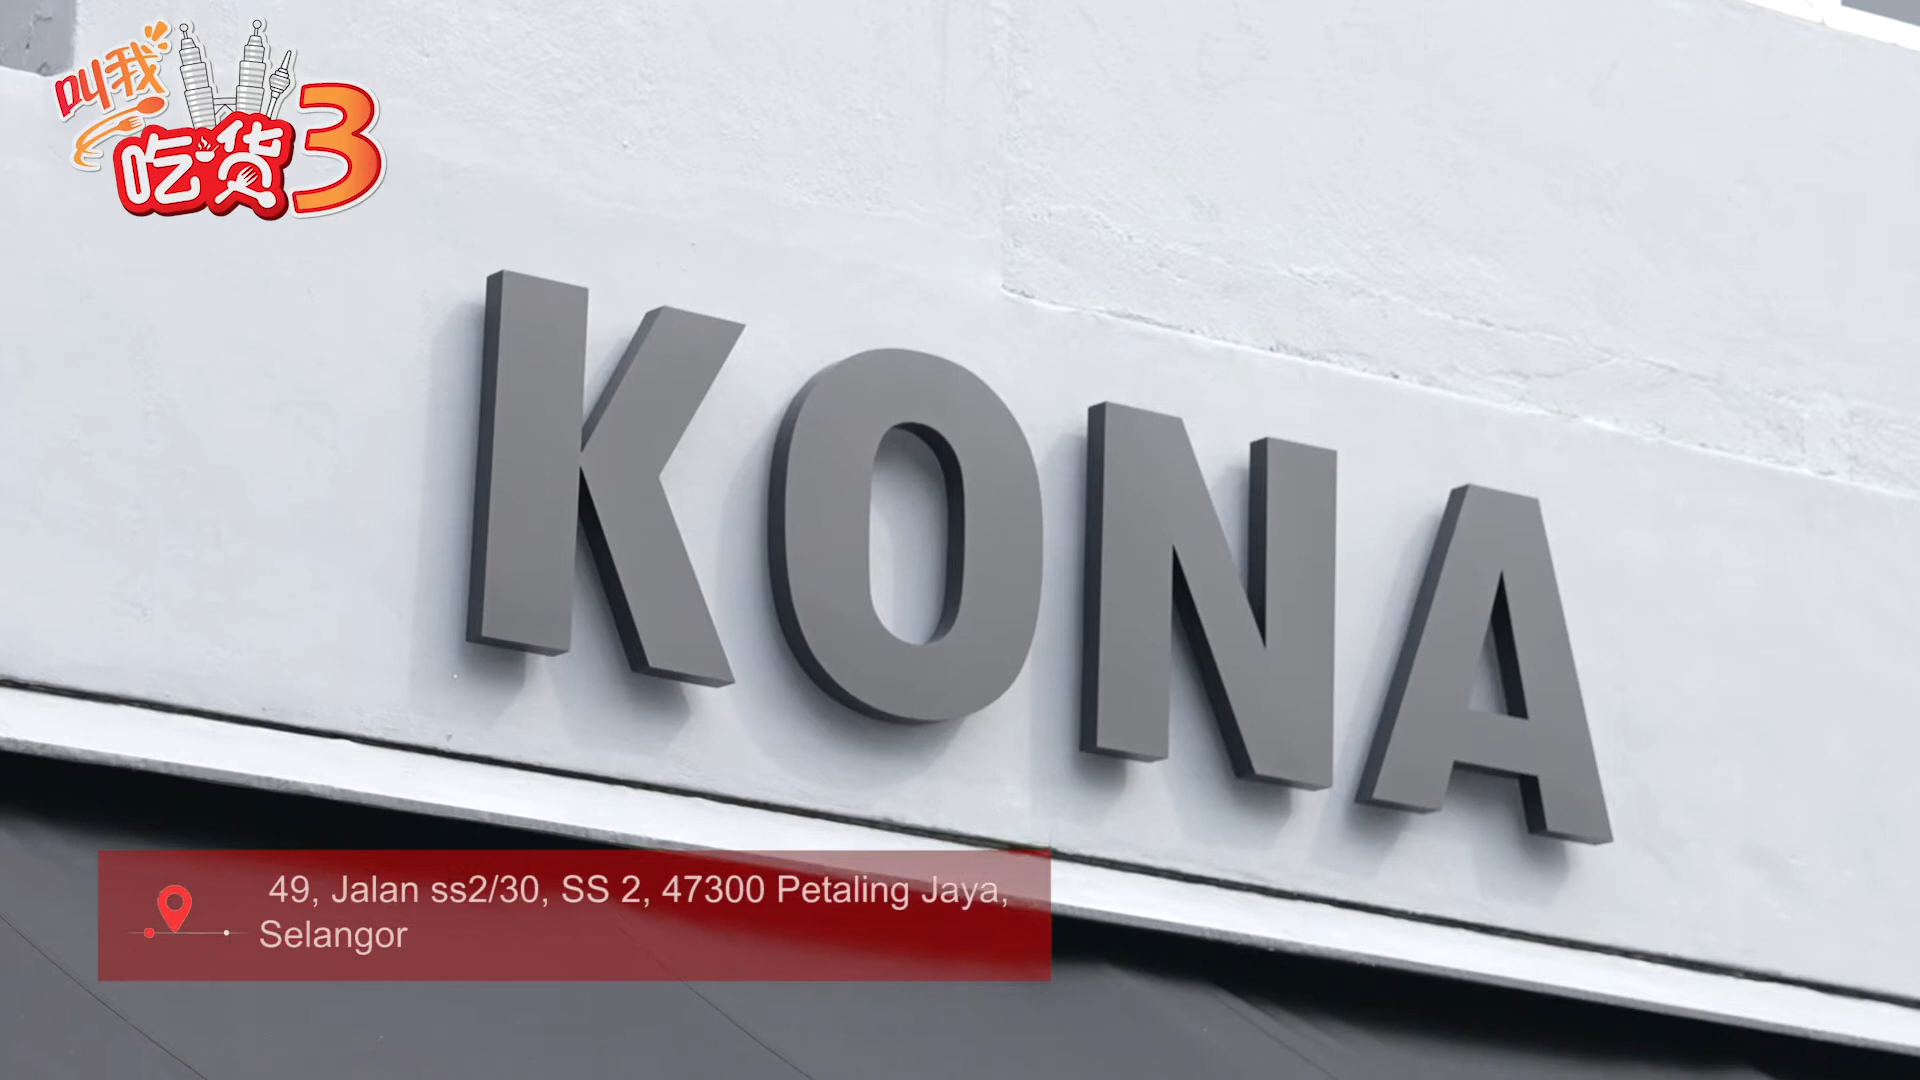 叫我
吃货3
KONA
49, Jalan ss2/30, SS 2, 47300 Petaling Jaya,
Selangor